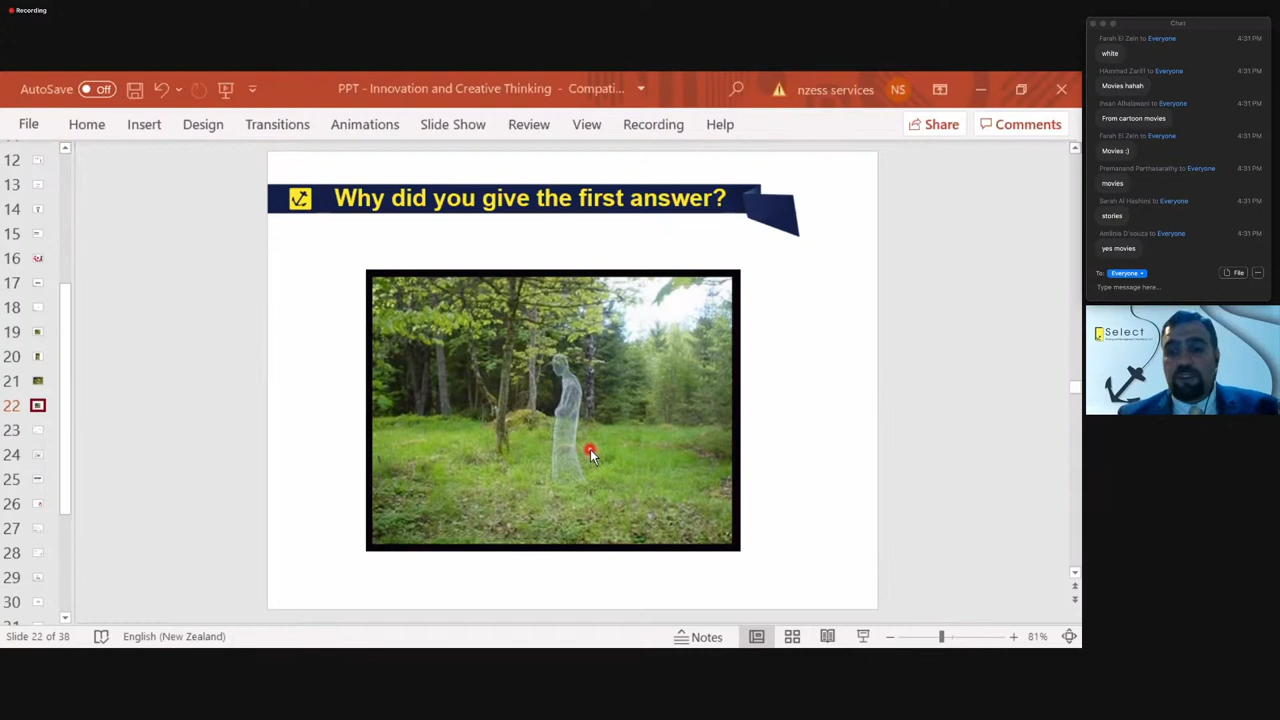 Recording
AutoSave Off
PPT - Innovation and Creative Thinking - Compati...
nzess services NS
File Home Insert Design Transitions Animations Slide Show Review View Recording Help
Share Comments
12
13
14
15
16
17
18
19
20
21
22
23
24
25
26
27
28
29
30
Why did you give the first answer?
Slide 22 of 38
English (New Zealand)
Notes
81%
Chat
Farah El Zein to Everyone 4:31 PM
white
HAmmad Zariff to Everyone 4:31 PM
Movies hahah
Ihsan Alhalawani to Everyone 4:31 PM
From cartoon movies
Farah El Zein to Everyone 4:31 PM
Movies :)
Premanand Parthasarathy to Everyone 4:31 PM
movies
Sarah Al Hashimi to Everyone 4:31 PM
stories
Amlinie D'souza to Everyone 4:31 PM
yes movies
To: Everyone File
Type message here...
Select